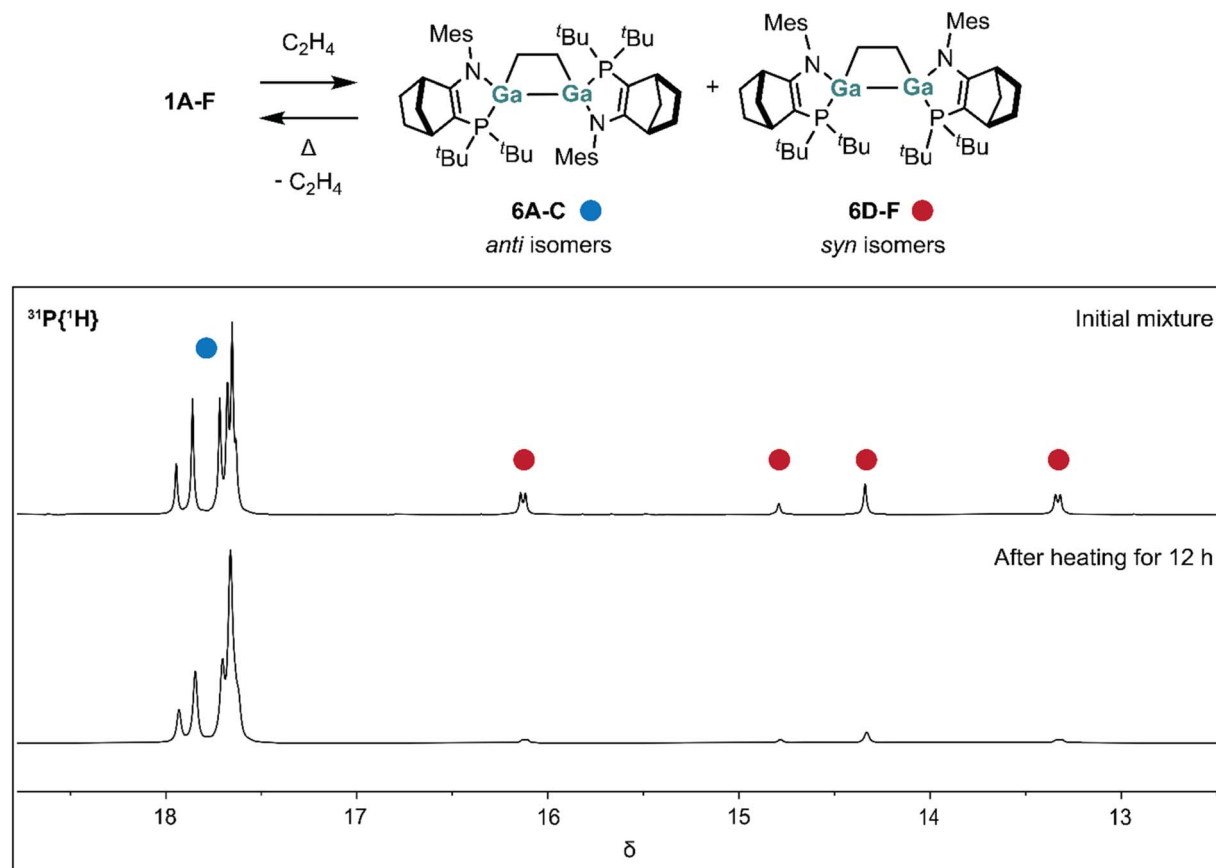 1A-F
C₂H₄
Δ
- C₂H₄
Mes
N
Ga
P
ᵗBu
ᵗBu
ᵗBu
ᵗBu
P
Ga
N
Mes
+
Mes
N
Ga
P
ᵗBu
ᵗBu
Mes
N
Ga
P
ᵗBu
ᵗBu
6A-C
anti isomers
6D-F
syn isomers
³¹P{¹H}
Initial mixture
After heating for 12 h
18 17 16 15 14 13
δ